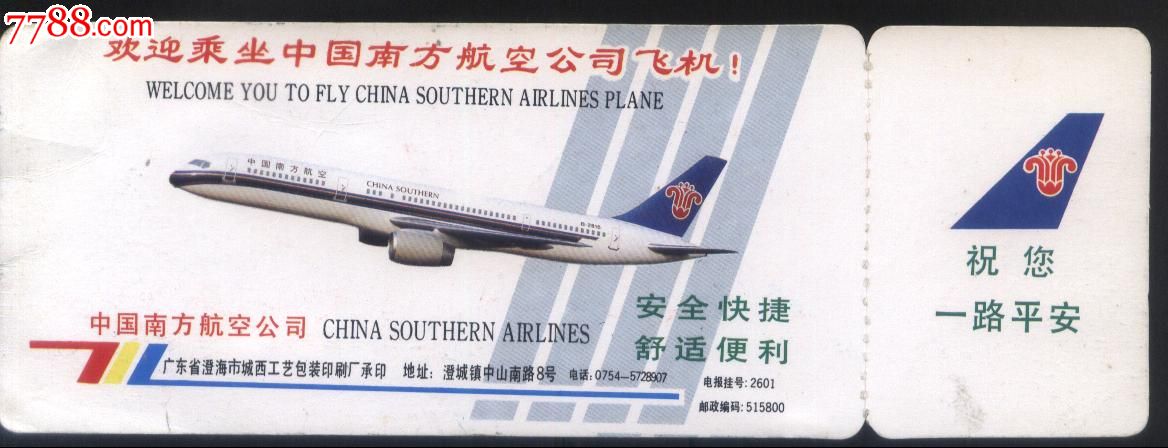 7788.com
欢迎乘坐中国南方航空公司飞机！
WELCOME YOU TO FLY CHINA SOUTHERN AIRLINES PLANE
中国南方航空
CHINA SOUTHERN
B-2816
中国南方航空公司 CHINA SOUTHERN AIRLINES
安全快捷
舒适便利
广东省澄海市城西工艺包装印刷厂承印 地址：澄城镇中山南路8号 电话：0754—5728907
电报挂号：2601
邮政编码：515800
祝您
一路平安